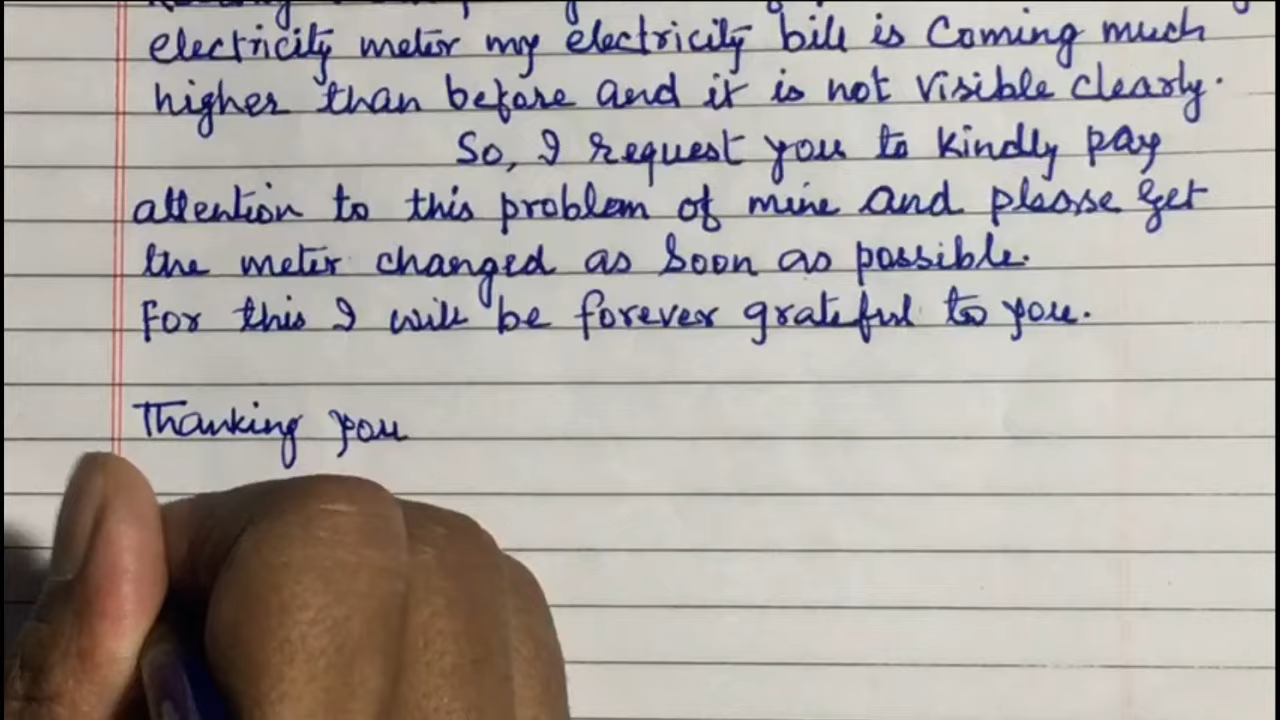 electricity meter my electricity bill is Coming much
higher than before and it is not visible clearly.
So, I request you to kindly pay
attention to this problem of mine and please get
the meter changed as soon as possible.
For this I will be forever grateful to you.
Thanking you